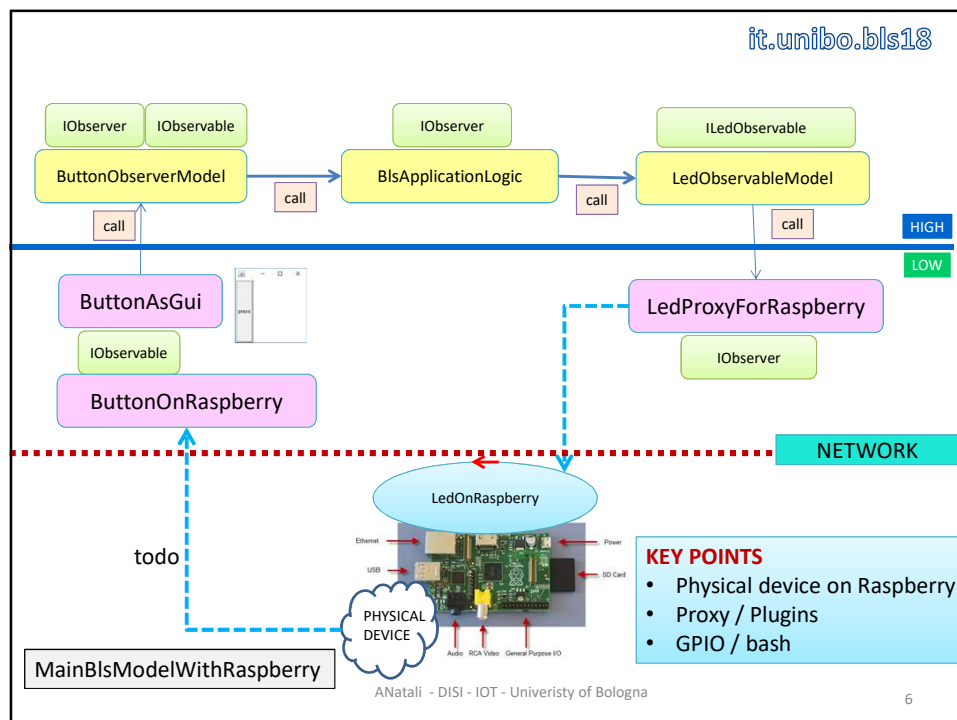 it.unibo.bls18
IObserver
IObservable
IObserver
ILedObservable
ButtonObserverModel
BlsApplicationLogic
LedObservableModel
call
call
call
call
HIGH
LOW
ButtonAsGui
press
LedProxyForRaspberry
IObservable
IObserver
ButtonOnRaspberry
NETWORK
LedOnRaspberry
todo
Ethernet
Power
USB
SD Card
PHYSICAL
DEVICE
Audio
RCA Video
General Purpose I/O
KEY POINTS
• Physical device on Raspberry
• Proxy / Plugins
• GPIO / bash
MainBlsModelWithRaspberry
ANatali - DISI - IOT - Univeristy of Bologna
6